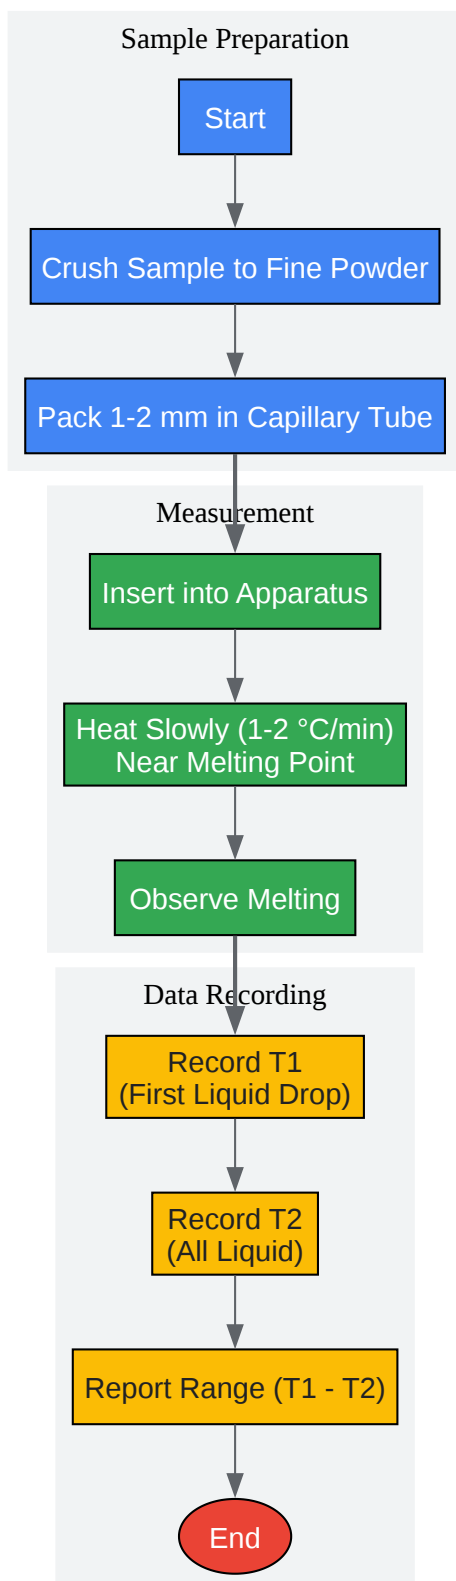 Sample Preparation
Start
Crush Sample to Fine Powder
Pack 1-2 mm in Capillary Tube
Measurement
Insert into Apparatus
Heat Slowly (1-2 °C/min)
Near Melting Point
Observe Melting
Data Recording
Record T1
(First Liquid Drop)
Record T2
(All Liquid)
Report Range (T1 - T2)
End